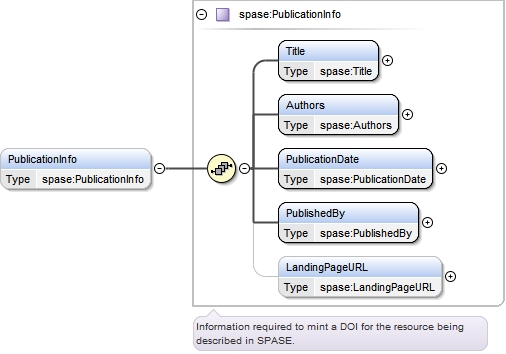 spase:PublicationInfo
Title
Type spase:Title
Authors
Type spase:Authors
PublicationInfo
Type spase:PublicationInfo
PublicationDate
Type spase:PublicationDate
PublishedBy
Type spase:PublishedBy
LandingPageURL
Type spase:LandingPageURL
Information required to mint a DOI for the resource being
described in SPASE.